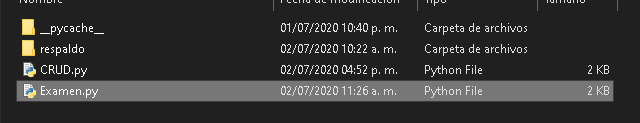 Nombre Fecha de modificación Tipo Tamaño
__pycache__ 01/07/2020 10:40 p. m. Carpeta de archivos
respaldo 02/07/2020 10:22 a. m. Carpeta de archivos
CRUD.py 02/07/2020 04:52 p. m. Python File 2 KB
Examen.py 02/07/2020 11:26 a. m. Python File 2 KB